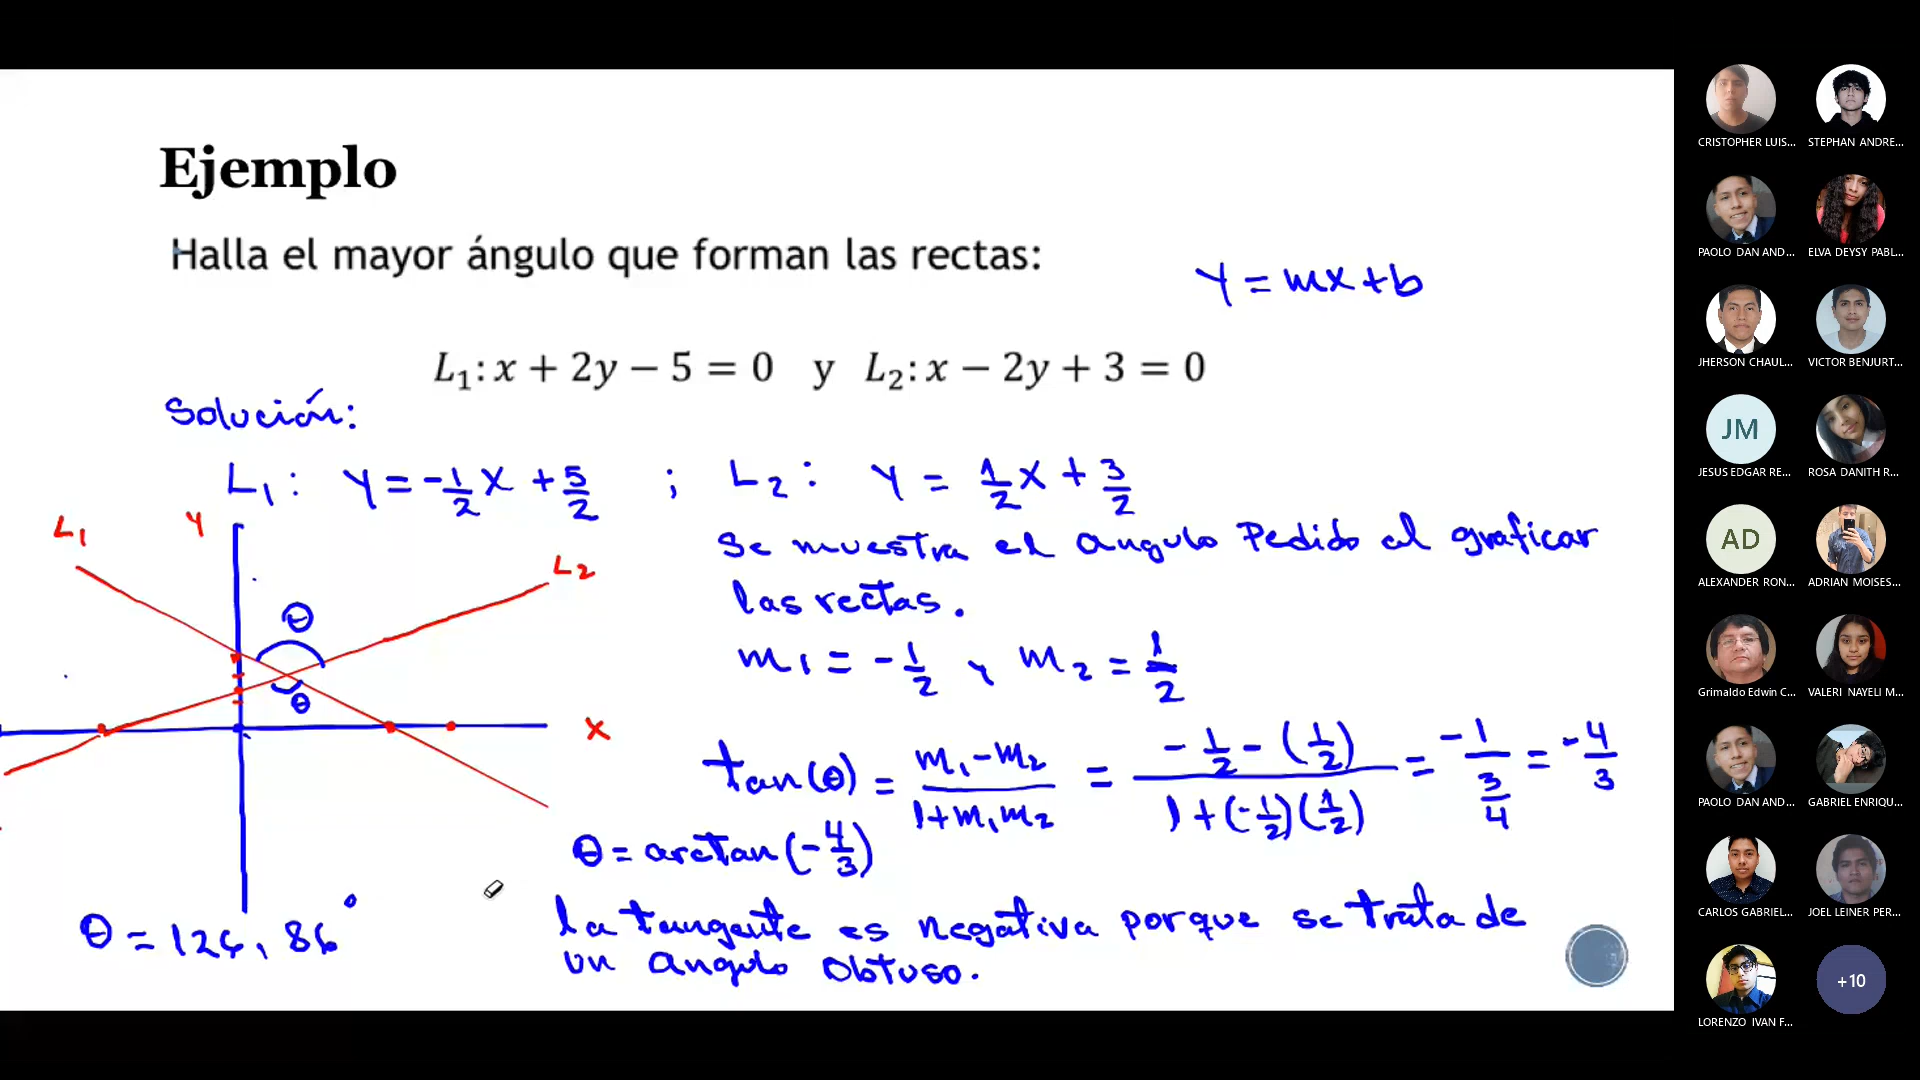 Ejemplo
Halla el mayor ángulo que forman las rectas:
Y = mx+b
L₁: x + 2y − 5 = 0 y L₂: x − 2y + 3 = 0
Solución:
L₁: Y = -1/2 X + 5/2 ; L₂: Y = 1/2 X + 3/2
Se muestra el angulo Pedido al graficar
las rectas.
L₁
Y
L₂
θ
θ
X
m₁ = -1/2 y m₂ = 1/2
tan(θ) = (m₁-m₂)/(1+m₁m₂) = (-1/2-(1/2))/(1+(-1/2)(1/2)) = -1/(3/4) = -4/3
θ = arctan(-4/3)
θ = 126,86°
la tangente es negativa porque se trata de
un angulo obtuso.
CRISTOPHER LUIS...
STEPHAN ANDRE...
PAOLO DAN AND...
ELVA DEYSY PABL...
JHERSON CHAUL...
VICTOR BENJURT...
JM
JESUS EDGAR RE...
ROSA DANITH R...
AD
ALEXANDER RON...
ADRIAN MOISES...
Grimaldo Edwin C...
VALERI NAYELI M...
PAOLO DAN AND...
GABRIEL ENRIQU...
CARLOS GABRIEL...
JOEL LEINER PER...
LORENZO IVAN F...
+10